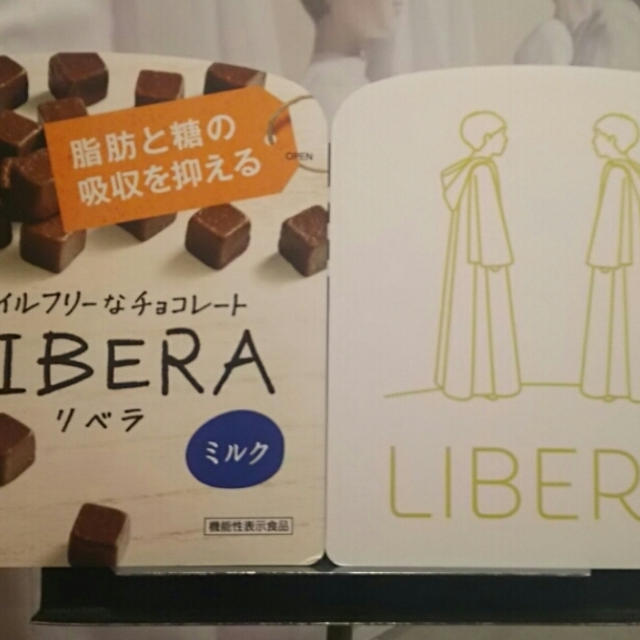 脂肪と糖の
吸収を抑える
OPEN
イルフリーなチョコレート
IBERA
リベラ
ミルク
機能性表示食品
LIBER